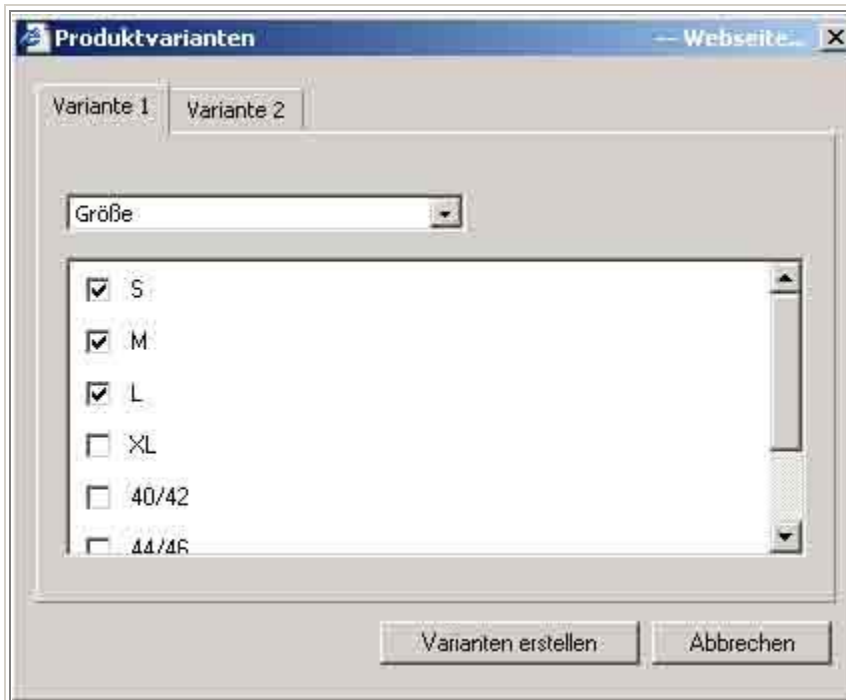 Produktvarianten -- Webseite...
Variante 1 Variante 2
Größe
S
M
L
XL
40/42
44/46
Varianten erstellen Abbrechen